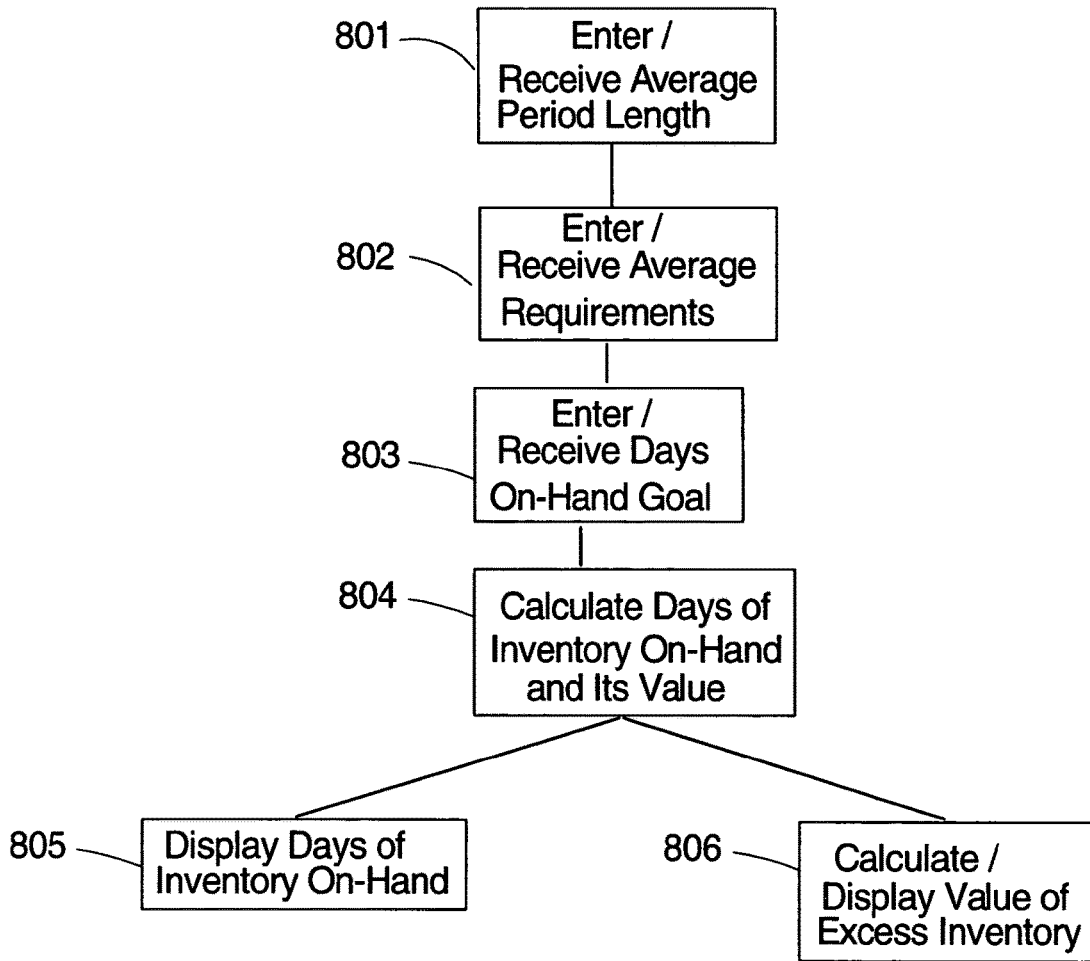 801
Enter /
Receive Average
Period Length
802
Enter /
Receive Average
Requirements
803
Enter /
Receive Days
On-Hand Goal
804
Calculate Days of
Inventory On-Hand
and Its Value
805
Display Days of
Inventory On-Hand
806
Calculate /
Display Value of
Excess Inventory